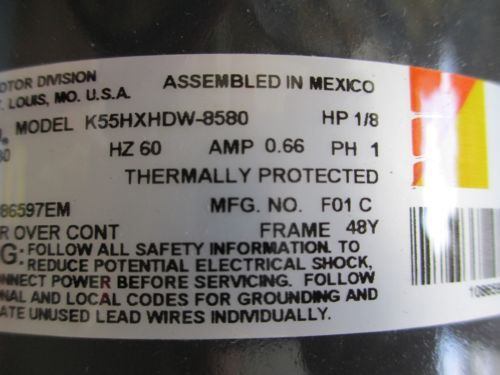 OTOR DIVISION ASSEMBLED IN MEXICO
LOUIS, MO. U.S.A.
MODEL K55HXHDW-8580 HP 1/8
HZ 60 AMP 0.66 PH 1
THERMALLY PROTECTED
86597EM MFG. NO. F01 C
R OVER CONT FRAME 48Y
G: FOLLOW ALL SAFETY INFORMATION. TO
REDUCE POTENTIAL ELECTRICAL SHOCK,
NNECT POWER BEFORE SERVICING. FOLLOW
NAL AND LOCAL CODES FOR GROUNDING AND
ATE UNUSED LEAD WIRES INDIVIDUALLY.